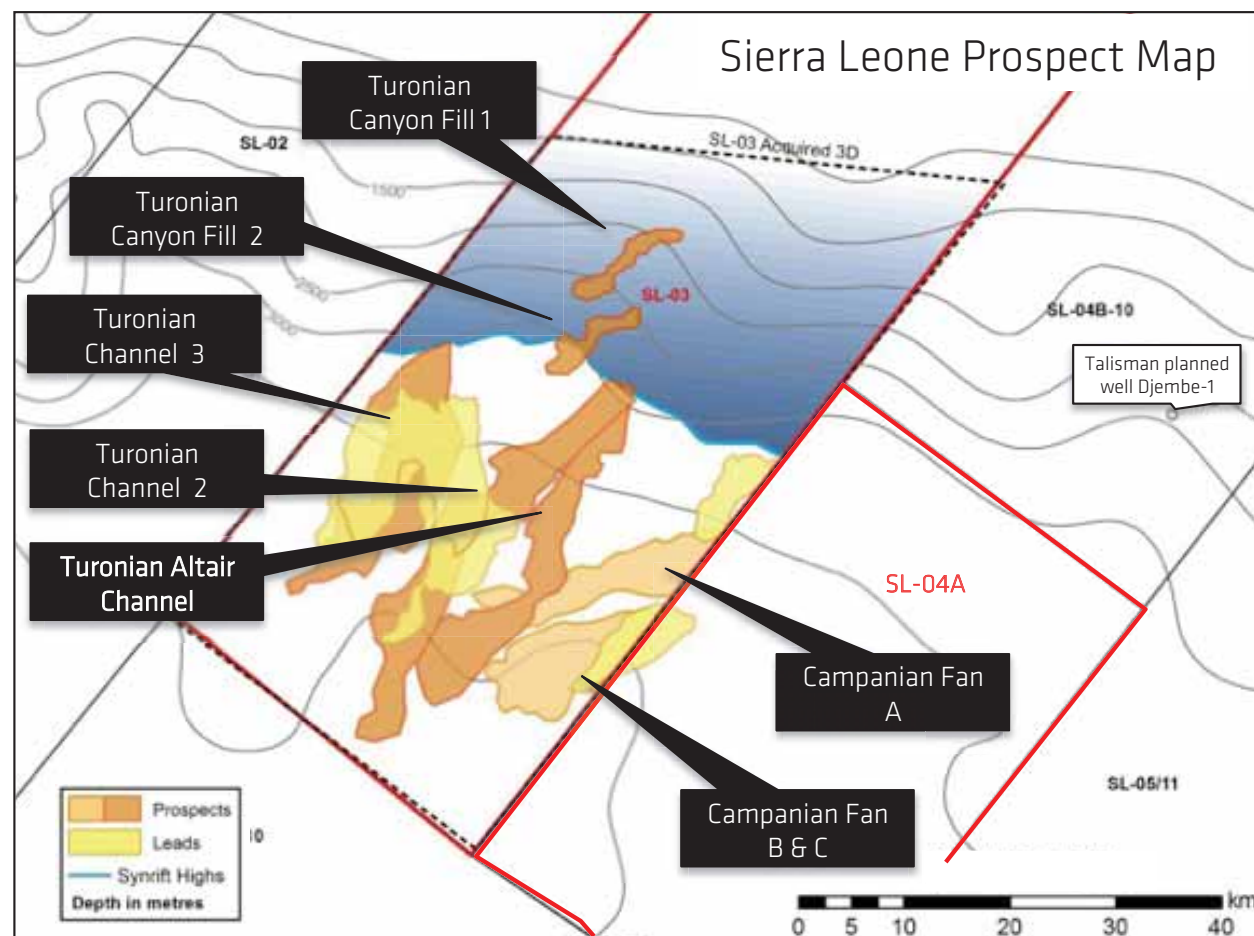 Sierra Leone Prospect Map
Turonian
Canyon Fill 1
SL-02
SL-03 Acquired 3D
1500
Turonian
Canyon Fill 2
2500
3000
SL-03
SL-04B-10
Turonian
Channel 3
Talisman planned
well Djembe-1
Turonian
Channel 2
Turonian Altair
Channel
SL-04A
Campanian Fan
A
SL-05/11
Campanian Fan
B & C
Prospects
Leads
Synrift Highs
Depth in metres
10
km
0 5 10 20 30 40